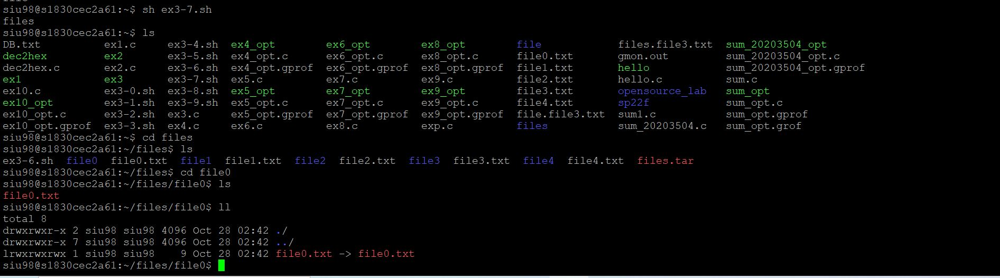 siu98@s1830cec2a61:~$ sh ex3-7.sh
files
siu98@s1830cec2a61:~$ ls
DB.txt ex1.c ex3-4.sh ex4_opt ex6_opt ex8_opt file files.file3.txt sum_20203504_opt
dec2hex ex2 ex3-5.sh ex4_opt.c ex6_opt.c ex8_opt.c file0.txt gmon.out sum_20203504_opt.c
dec2hex.c ex2.c ex3-6.sh ex4_opt.gprof ex6_opt.gprof ex8_opt.gprof file1.txt hello sum_20203504_opt.gprof
ex1 ex3 ex3-7.sh ex5.c ex7.c ex9.c file2.txt hello.c sum.c
ex10.c ex3-0.sh ex3-8.sh ex5_opt ex7_opt ex9_opt file3.txt opensource_lab sum_opt
ex10_opt ex3-1.sh ex3-9.sh ex5_opt.c ex7_opt.c ex9_opt.c file4.txt sp22f sum_opt.c
ex10_opt.c ex3-2.sh ex3.c ex5_opt.gprof ex7_opt.gprof ex9_opt.gprof file.file3.txt sum1.c sum_opt.gprof
ex10_opt.gprof ex3-3.sh ex4.c ex6.c ex8.c exp.c files sum_20203504.c sum_opt.grof
siu98@s1830cec2a61:~$ cd files
siu98@s1830cec2a61:~/files$ ls
ex3-6.sh file0 file0.txt file1 file1.txt file2 file2.txt file3 file3.txt file4 file4.txt files.tar
siu98@s1830cec2a61:~/files$ cd file0
siu98@s1830cec2a61:~/files/file0$ ls
file0.txt
siu98@s1830cec2a61:~/files/file0$ ll
total 8
drwxrwxr-x 2 siu98 siu98 4096 Oct 28 02:42 ./
drwxrwxr-x 7 siu98 siu98 4096 Oct 28 02:42 ../
lrwxrwxrwx 1 siu98 siu98 9 Oct 28 02:42 file0.txt -> file0.txt
siu98@s1830cec2a61:~/files/file0$